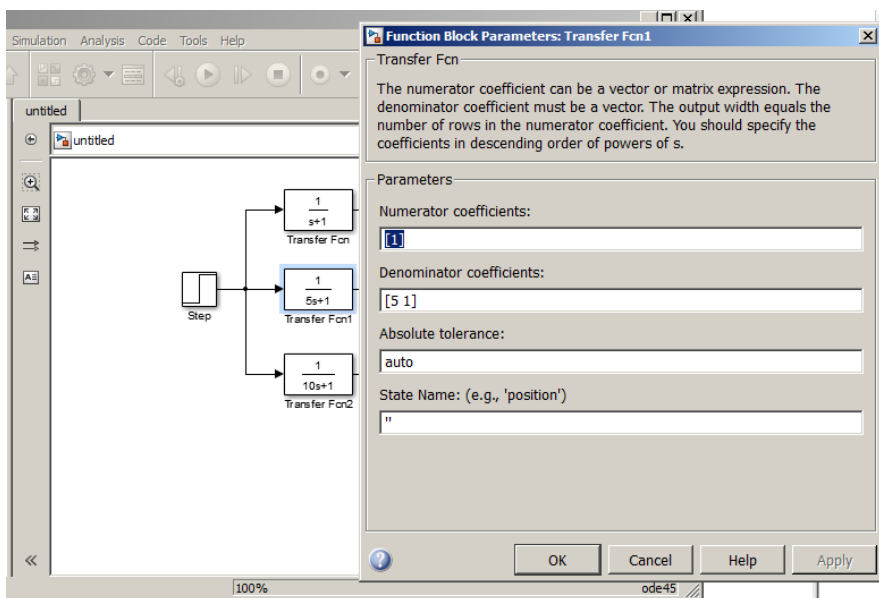 Simulation Analysis Code Tools Help
untitled
untitled
1
s+1
Transfer Fcn
Step
1
5s+1
Transfer Fcn1
1
10s+1
Transfer Fcn2
100%
ode45
Function Block Parameters: Transfer Fcn1
Transfer Fcn
The numerator coefficient can be a vector or matrix expression. The
denominator coefficient must be a vector. The output width equals the
number of rows in the numerator coefficient. You should specify the
coefficients in descending order of powers of s.
Parameters
Numerator coefficients:
[1]
Denominator coefficients:
[5 1]
Absolute tolerance:
auto
State Name: (e.g., 'position')
''
OK Cancel Help Apply